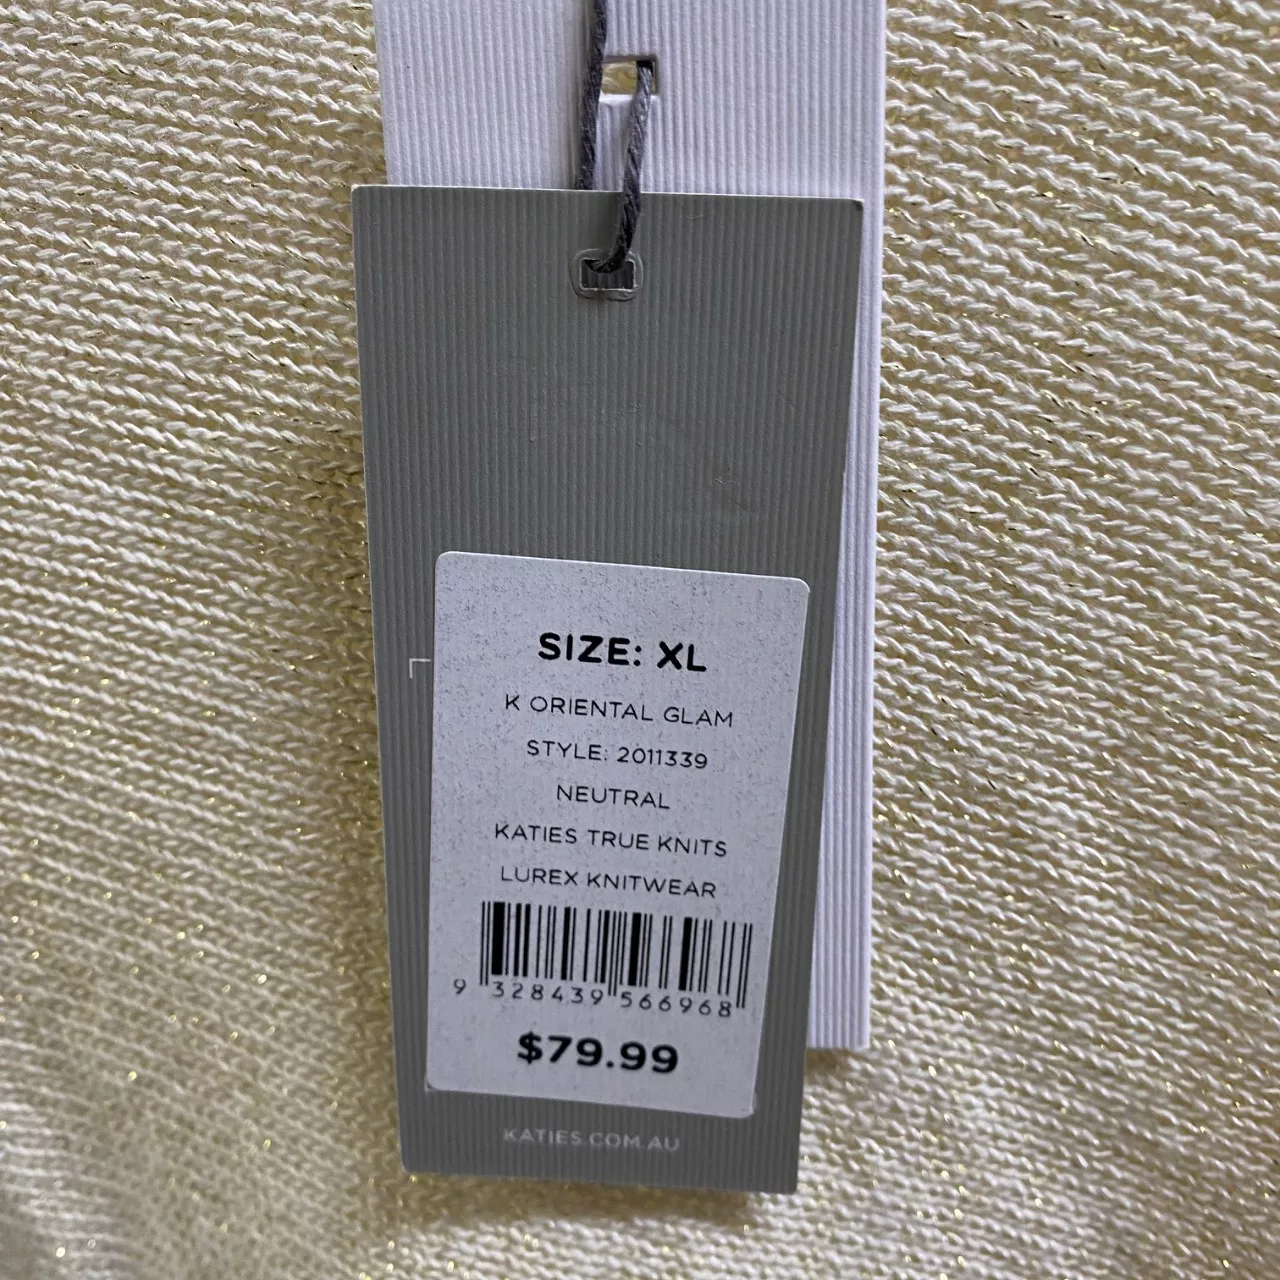 SIZE: XL
K ORIENTAL GLAM
STYLE: 2011339
NEUTRAL
KATIES TRUE KNITS
LUREX KNITWEAR
9 328439 566968
$79.99
KATIES.COM.AU